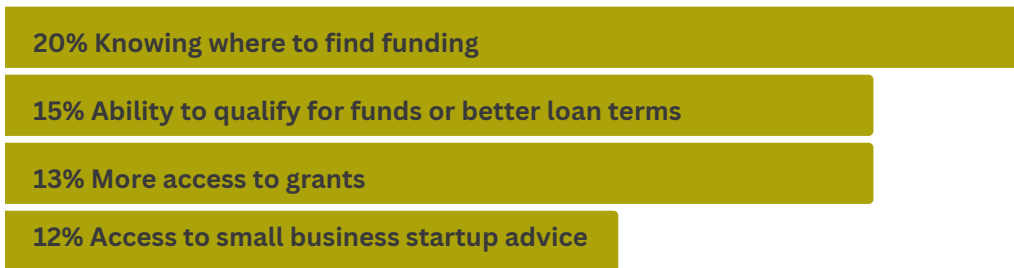 20% Knowing where to find funding
15% Ability to qualify for funds or better loan terms
13% More access to grants
12% Access to small business startup advice